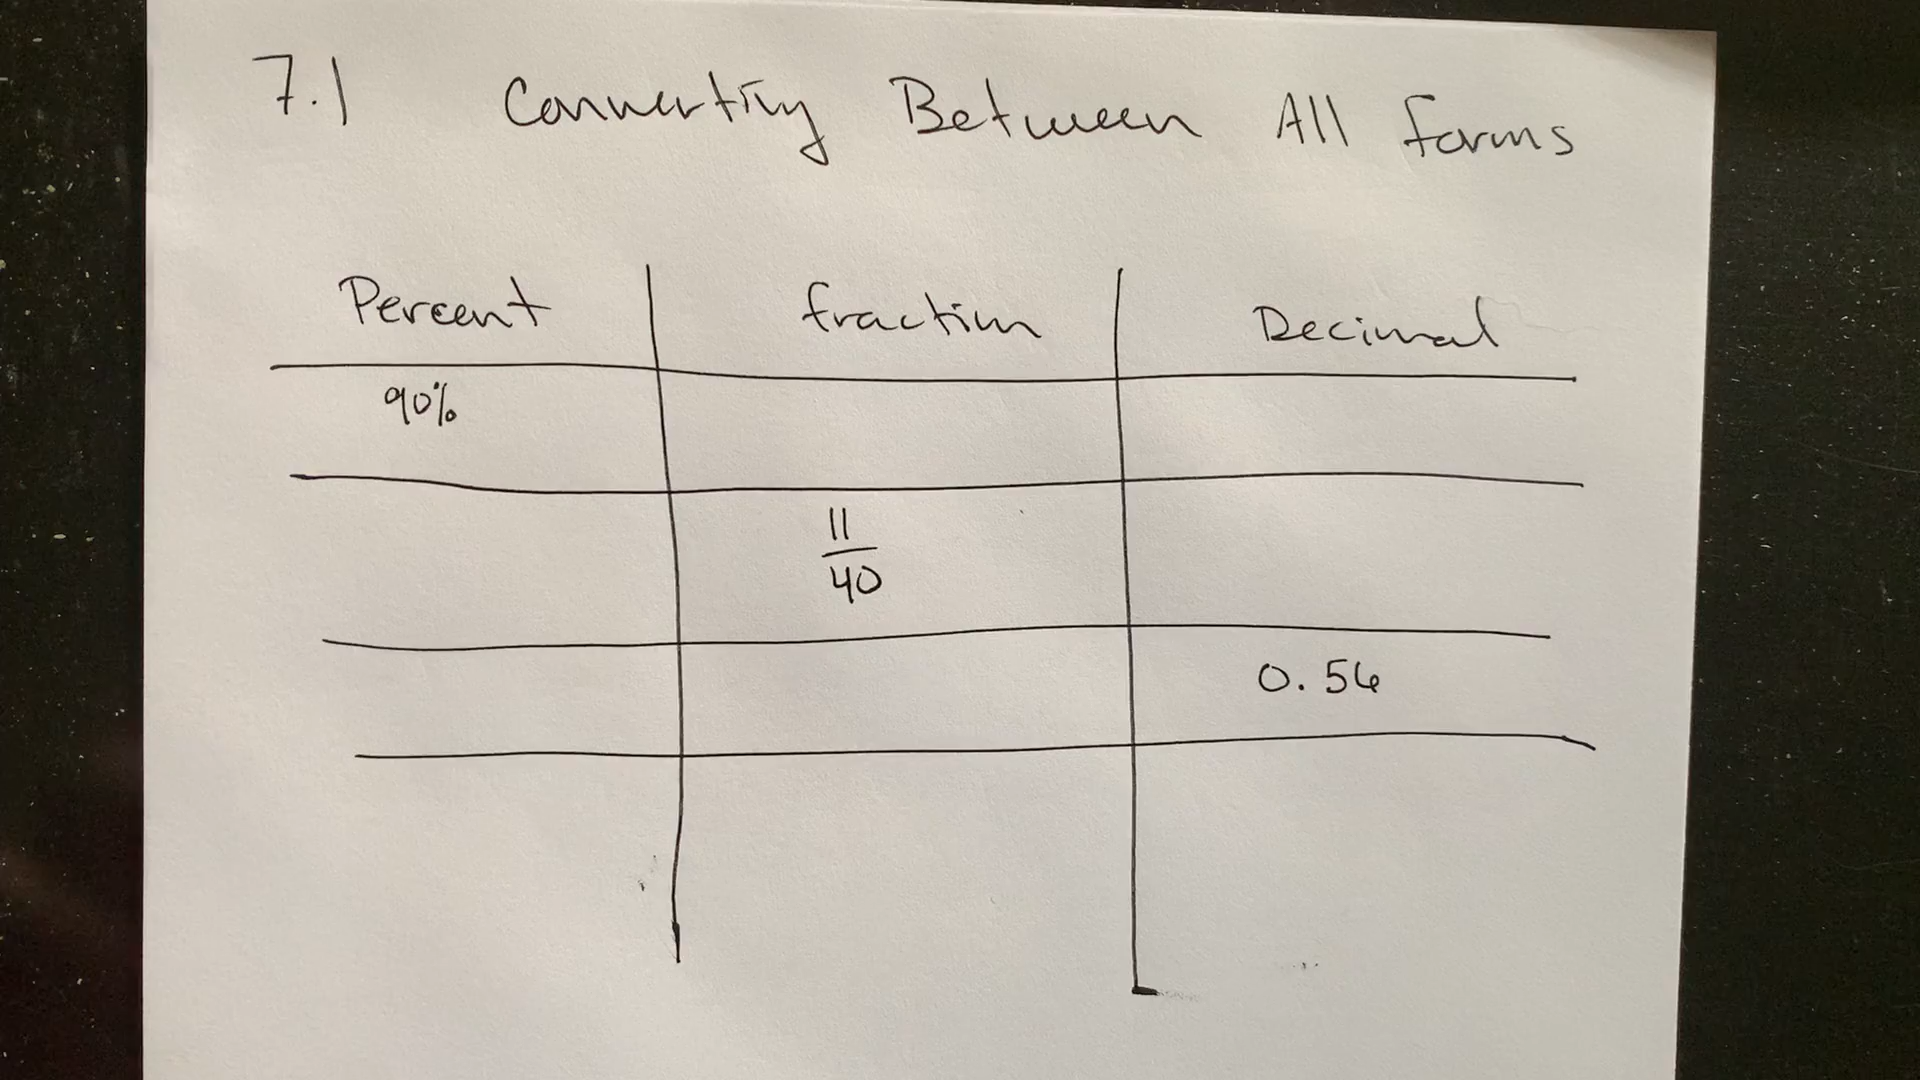 7.1 Converting Between All Forms
Percent fraction Decimal
90%
11
40
0.56